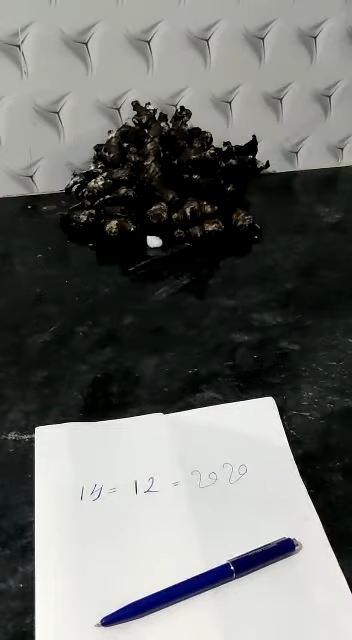 14 = 12 = 2020